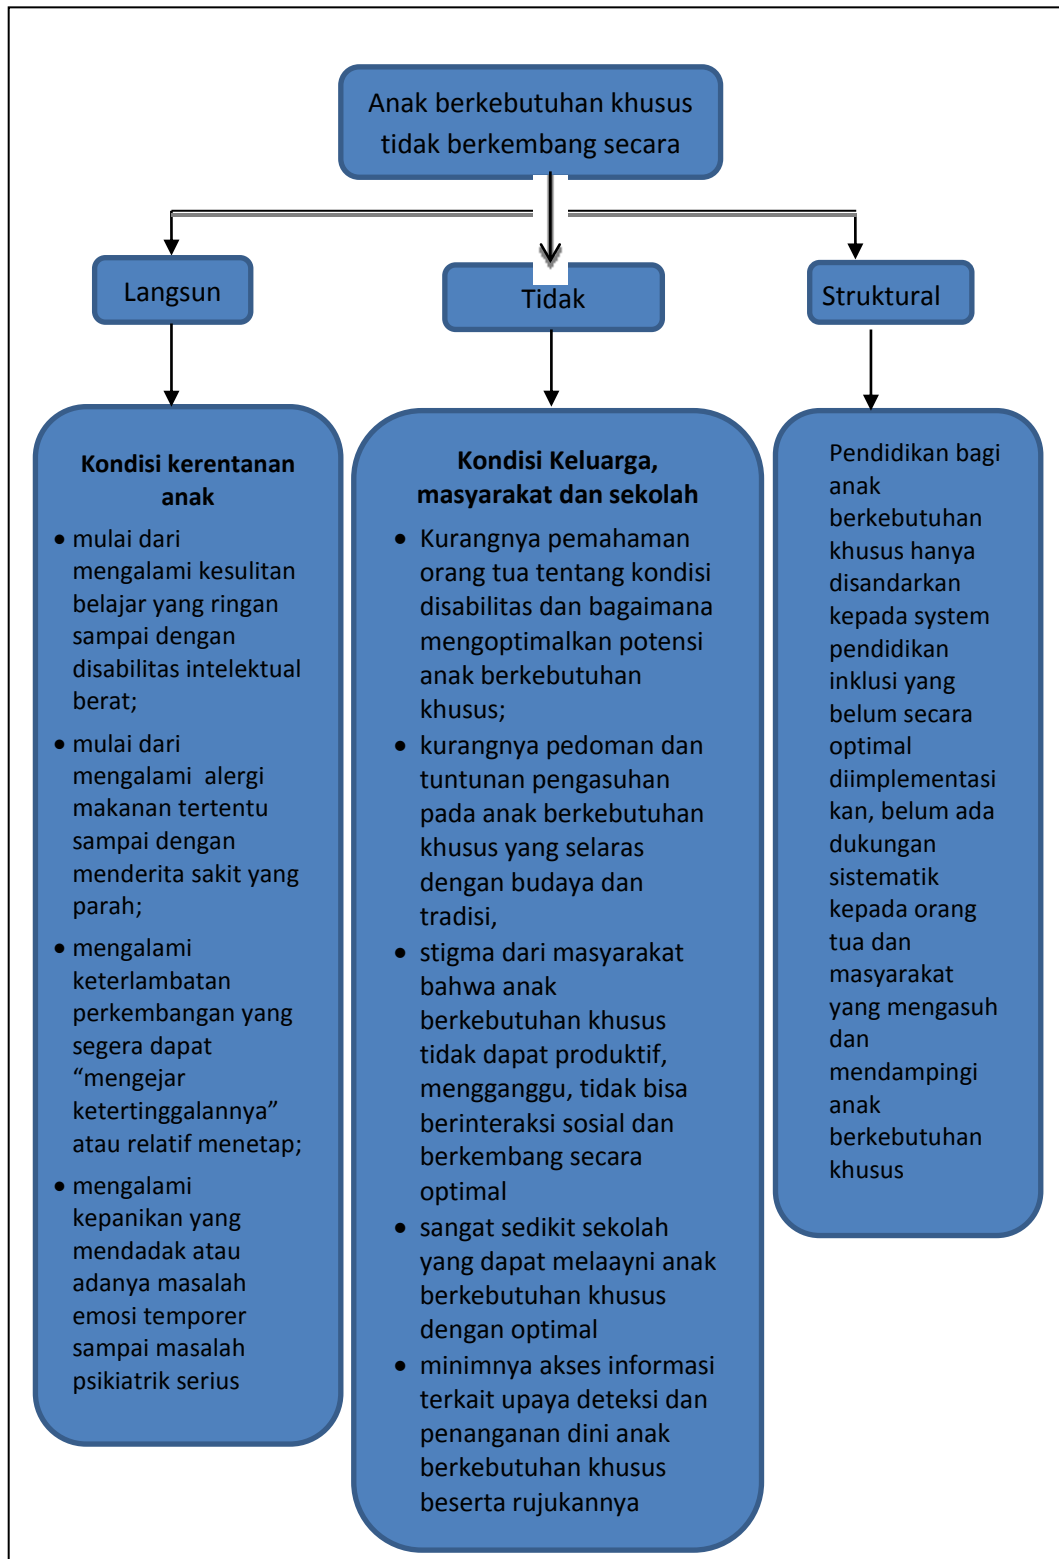 Anak berkebutuhan khusus
tidak berkembang secara
Langsun
Tidak
Struktural
Kondisi kerentanan
anak
• mulai dari
mengalami kesulitan
belajar yang ringan
sampai dengan
disabilitas intelektual
berat;
• mulai dari
mengalami alergi
makanan tertentu
sampai dengan
menderita sakit yang
parah;
• mengalami
keterlambatan
perkembangan yang
segera dapat
“mengejar
ketertinggalannya”
atau relatif menetap;
• mengalami
kepanikan yang
mendadak atau
adanya masalah
emosi temporer
sampai masalah
psikiatrik serius
Kondisi Keluarga,
masyarakat dan sekolah
• Kurangnya pemahaman
orang tua tentang kondisi
disabilitas dan bagaimana
mengoptimalkan potensi
anak berkebutuhan
khusus;
• kurangnya pedoman dan
tuntunan pengasuhan
pada anak berkebutuhan
khusus yang selaras
dengan budaya dan
tradisi,
• stigma dari masyarakat
bahwa anak
berkebutuhan khusus
tidak dapat produktif,
mengganggu, tidak bisa
berinteraksi sosial dan
berkembang secara
optimal
• sangat sedikit sekolah
yang dapat melaayni anak
berkebutuhan khusus
dengan optimal
• minimnya akses informasi
terkait upaya deteksi dan
penanganan dini anak
berkebutuhan khusus
beserta rujukannya
Pendidikan bagi
anak
berkebutuhan
khusus hanya
disandarkan
kepada system
pendidikan
inklusi yang
belum secara
optimal
diimplementasi
kan, belum ada
dukungan
sistematik
kepada orang
tua dan
masyarakat
yang mengasuh
dan
mendampingi
anak
berkebutuhan
khusus